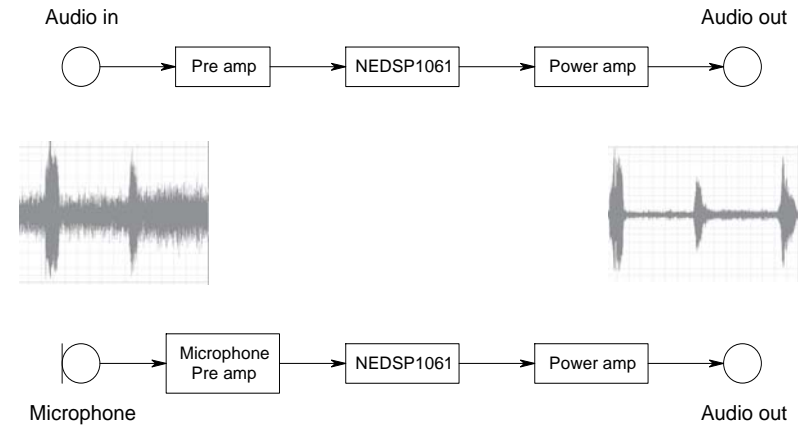 Audio in
Audio out
Pre amp
NEDSP1061
Power amp
Microphone
Pre amp
NEDSP1061
Power amp
Microphone
Audio out